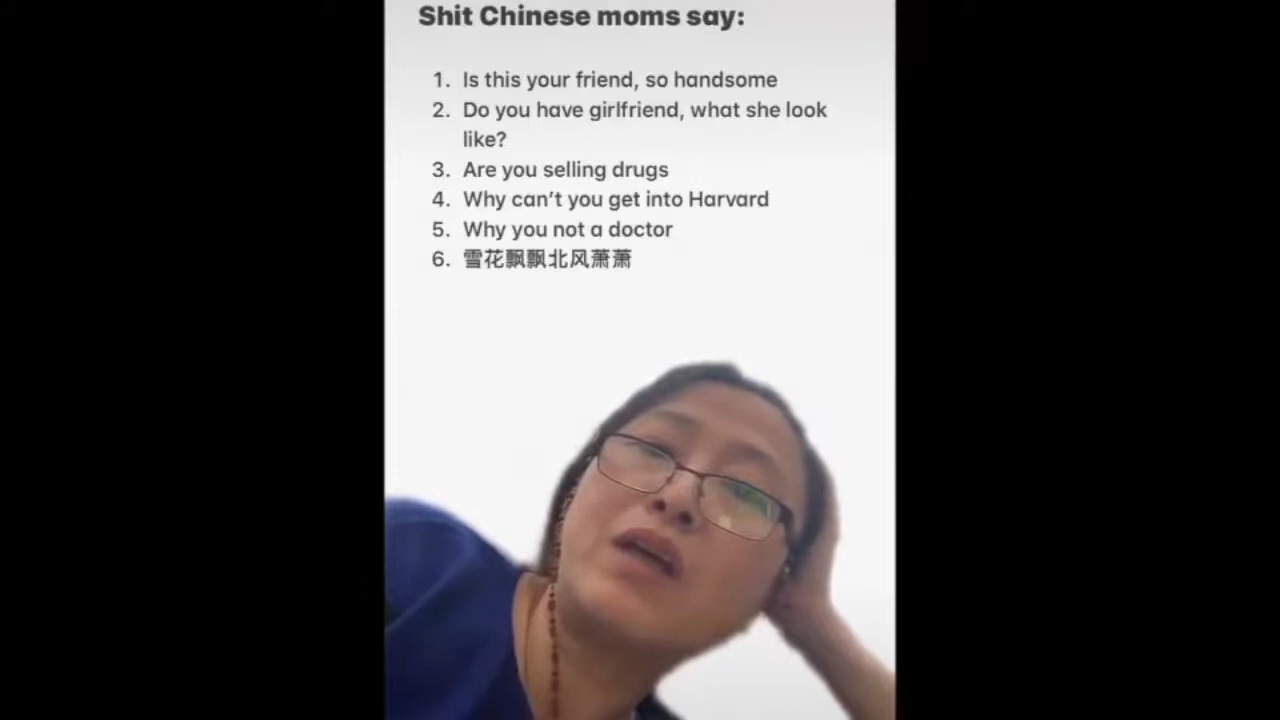 Shit Chinese moms say:
1. Is this your friend, so handsome
2. Do you have girlfriend, what she look
like?
3. Are you selling drugs
4. Why can't you get into Harvard
5. Why you not a doctor
6. 雪花飘飘北风萧萧